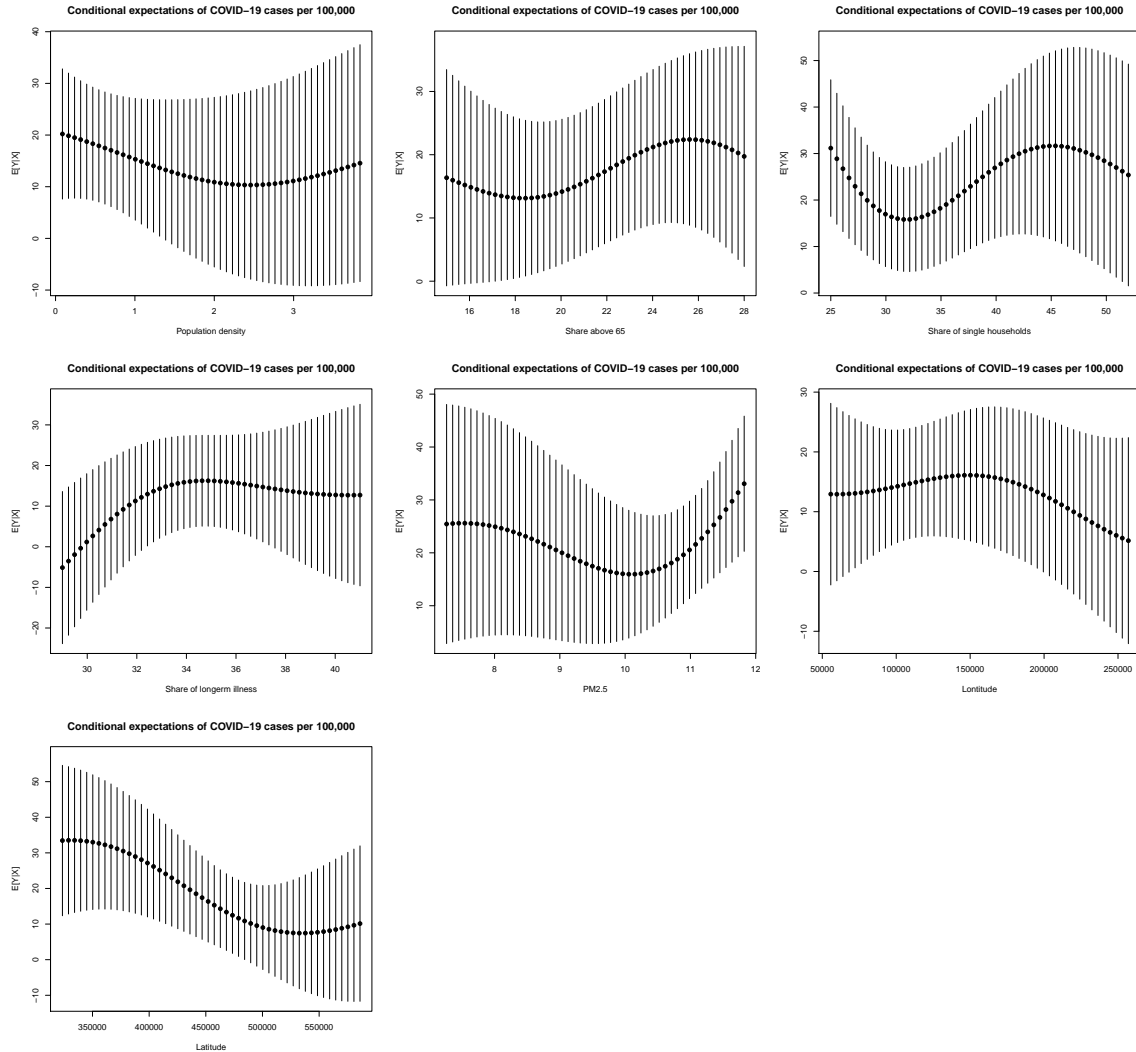 Conditional expectations of COVID−19 cases per 100,000
E[Y|X]
40
30
20
10
0
−10
0 1 2 3
Population density
Conditional expectations of COVID−19 cases per 100,000
E[Y|X]
30
20
10
0
16 18 20 22 24 26 28
Share above 65
Conditional expectations of COVID−19 cases per 100,000
E[Y|X]
50
40
30
20
10
0
25 30 35 40 45 50
Share of single households
Conditional expectations of COVID−19 cases per 100,000
E[Y|X]
30
20
10
0
−10
−20
30 32 34 36 38 40
Share of longerm illness
Conditional expectations of COVID−19 cases per 100,000
E[Y|X]
50
40
30
20
10
8 9 10 11 12
PM2.5
Conditional expectations of COVID−19 cases per 100,000
E[Y|X]
30
20
10
0
−10
50000 100000 150000 200000 250000
Lontitude
Conditional expectations of COVID−19 cases per 100,000
E[Y|X]
50
40
30
20
10
0
−10
350000 400000 450000 500000 550000
Latitude